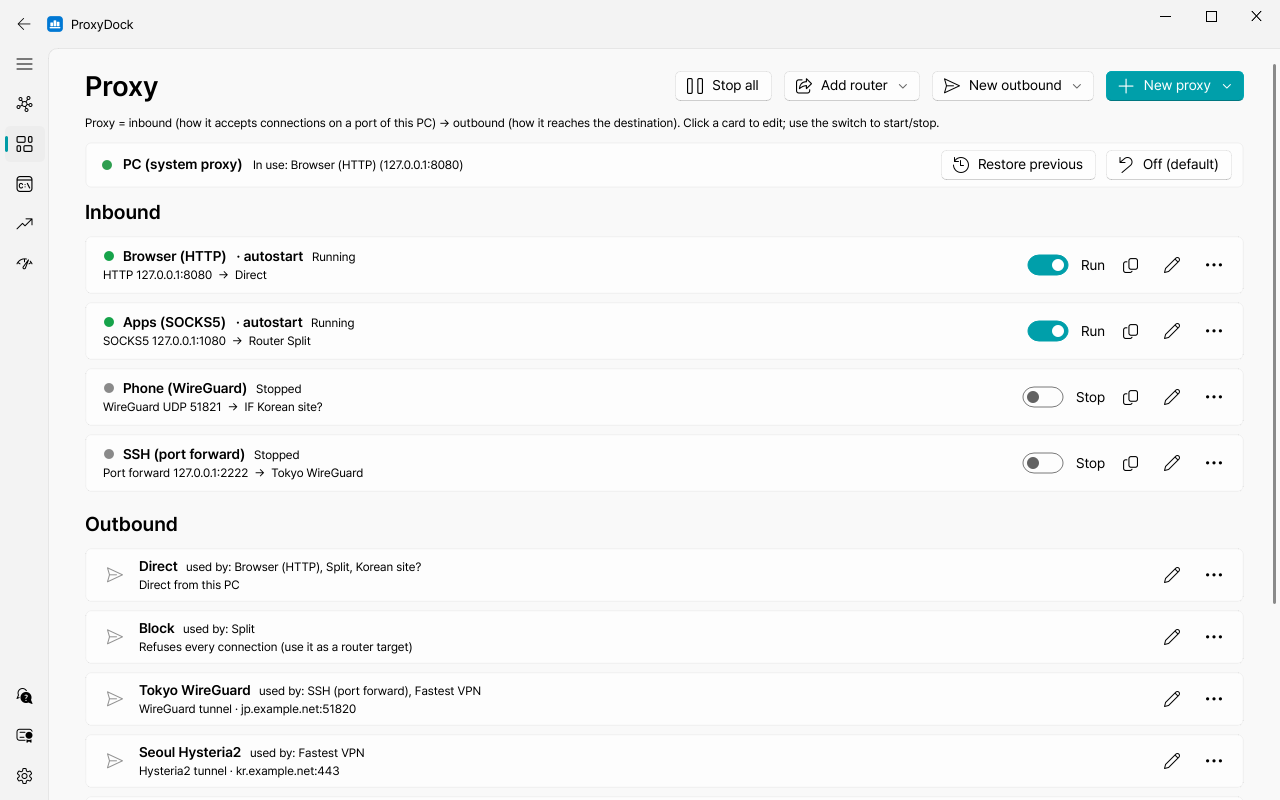 ProxyDock
Proxy
Stop all
Add router
New outbound
New proxy
Proxy = inbound (how it accepts connections on a port of this PC) → outbound (how it reaches the destination). Click a card to edit; use the switch to start/stop.
PC (system proxy) In use: Browser (HTTP) (127.0.0.1:8080)
Restore previous
Off (default)
Inbound
Browser (HTTP) · autostart Running
HTTP 127.0.0.1:8080 → Direct
Run
Apps (SOCKS5) · autostart Running
SOCKS5 127.0.0.1:1080 → Router Split
Run
Phone (WireGuard) Stopped
WireGuard UDP 51821 → IF Korean site?
Stop
SSH (port forward) Stopped
Port forward 127.0.0.1:2222 → Tokyo WireGuard
Stop
Outbound
Direct used by: Browser (HTTP), Split, Korean site?
Direct from this PC
Block used by: Split
Refuses every connection (use it as a router target)
Tokyo WireGuard used by: SSH (port forward), Fastest VPN
WireGuard tunnel · jp.example.net:51820
Seoul Hysteria2 used by: Fastest VPN
Hysteria2 tunnel · kr.example.net:443